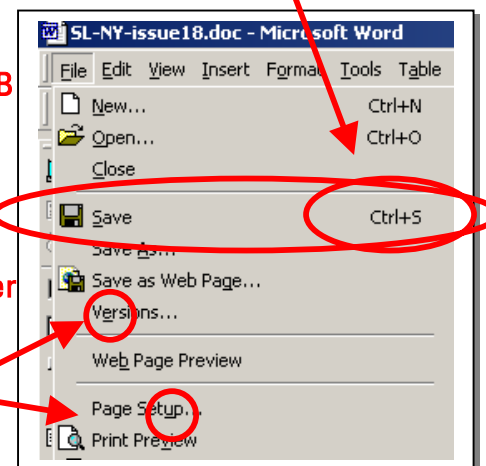 SL-NY-issue18.doc - Microsoft Word
File Edit View Insert Format Tools Table
B
New... Ctrl+N
Open... Ctrl+O
Close
Save Ctrl+S
Save As...
Save as Web Page...
er
Versions...
Web Page Preview
Page Setup...
Print Preview